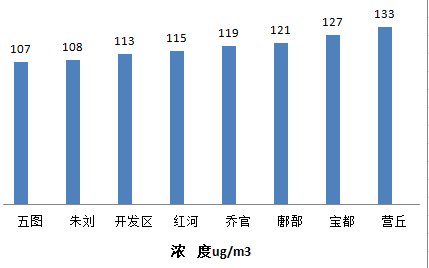 107 108 113 115 119 121 127 133
五图 朱刘 开发区 红河 乔官 鄌郚 宝都 营丘
浓 度ug/m3